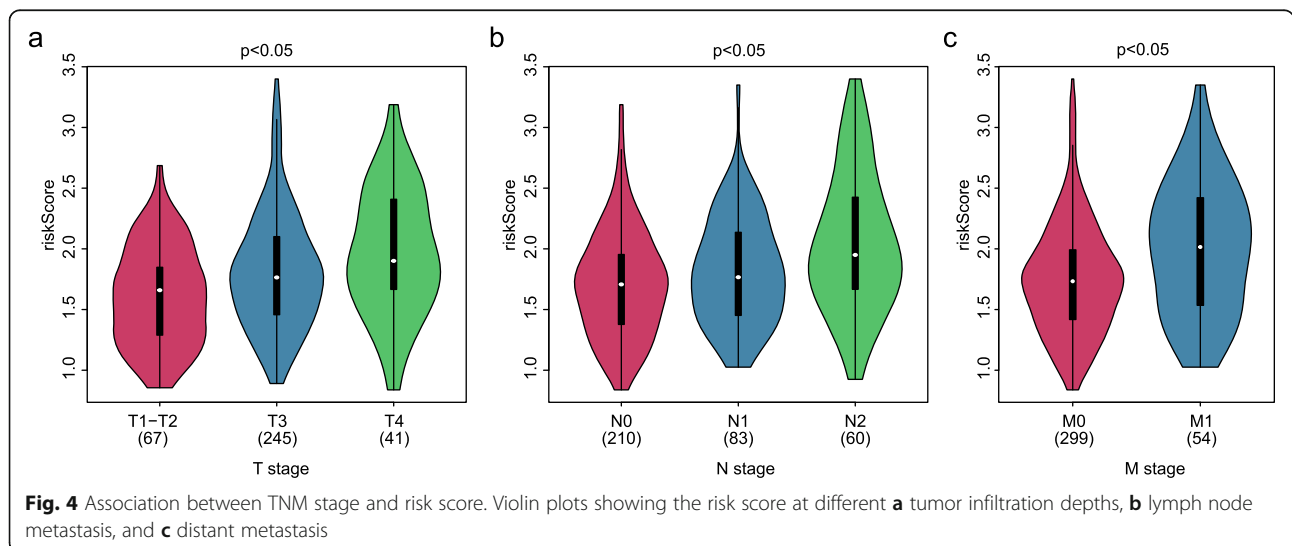 a
p<0.05
riskScore
3.5
3.0
2.5
2.0
1.5
1.0
T1−T2 T3 T4
(67) (245) (41)
T stage
b
p<0.05
riskScore
3.5
3.0
2.5
2.0
1.5
1.0
N0 N1 N2
(210) (83) (60)
N stage
c
p<0.05
riskScore
3.5
3.0
2.5
2.0
1.5
1.0
M0 M1
(299) (54)
M stage
Fig. 4 Association between TNM stage and risk score. Violin plots showing the risk score at different a tumor infiltration depths, b lymph node
metastasis, and c distant metastasis